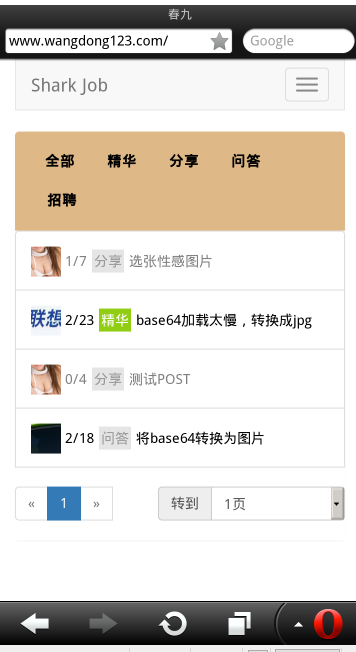 春九
www.wangdong123.com/ Google
Shark Job
全部 精华 分享 问答
招聘
1/7 分享 选张性感图片
联想 2/23 精华 base64加载太慢，转换成jpg
0/4 分享 测试POST
2/18 问答 将base64转换为图片
« 1 » 转到 1页